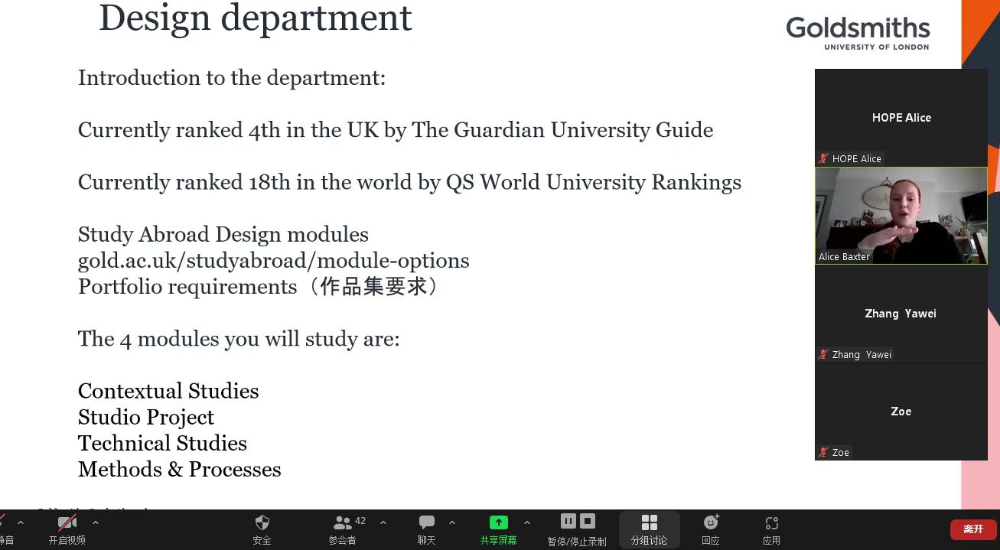 Design department
Goldsmiths
UNIVERSITY OF LONDON
Introduction to the department:
Currently ranked 4th in the UK by The Guardian University Guide
Currently ranked 18th in the world by QS World University Rankings
Study Abroad Design modules
gold.ac.uk/studyabroad/module-options
Portfolio requirements（作品集要求）
The 4 modules you will study are:
Contextual Studies
Studio Project
Technical Studies
Methods & Processes
HOPE Alice
HOPE Alice
Alice Baxter
Zhang Yawei
Zhang Yawei
Zoe
Zoe
42
静音
开启视频
安全
参会者
聊天
共享屏幕
暂停/停止录制
分组讨论
回应
应用
离开